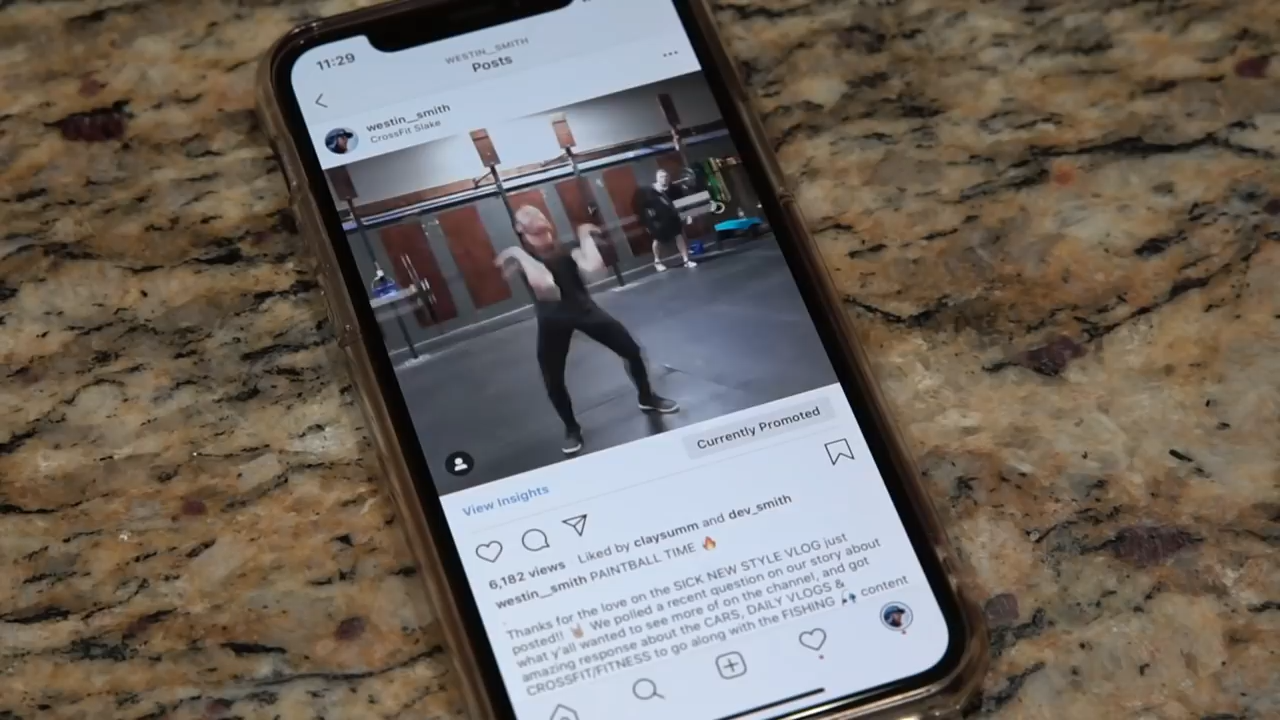 11:29
WESTIN__SMITH
Posts
westin__smith
CrossFit Slake
Currently Promoted
View Insights
Liked by claysumm and dev_smith
6,182 views
westin__smith PAINTBALL TIME 🔥
.
Thanks for the love on the SICK NEW STYLE VLOG just
posted!! 🤘🏼 We polled a recent question on our story about
what y'all wanted to see more of on the channel, and got
amazing response about the CARS, DAILY VLOGS &
CROSSFIT/FITNESS to go along with the FISHING 🎣 content